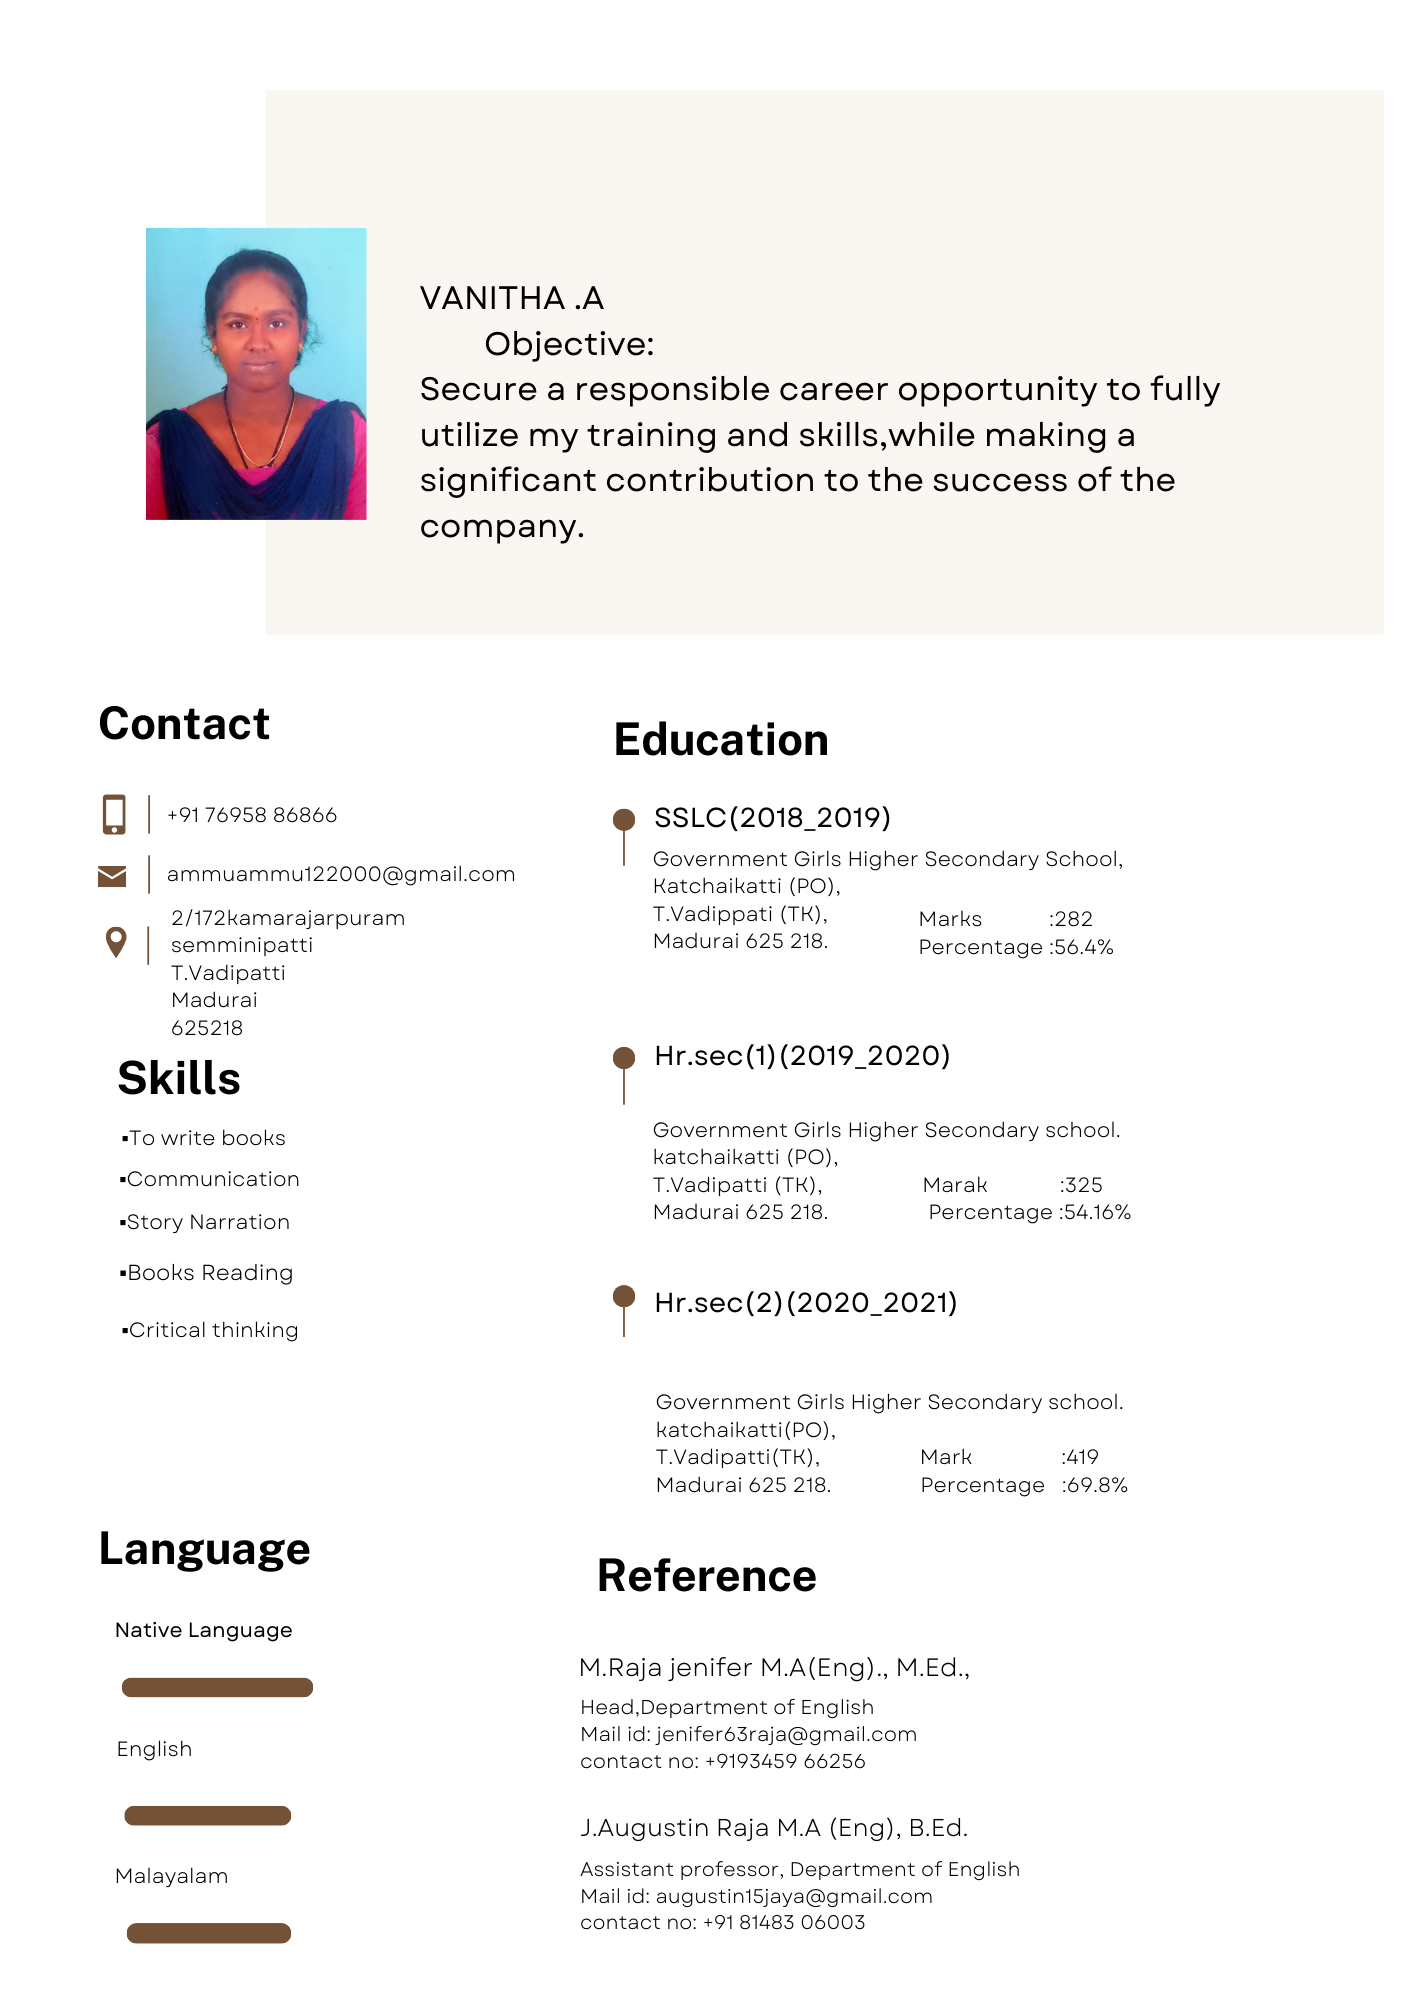 VANITHA .A
Objective:
Secure a responsible career opportunity to fully
utilize my training and skills,while making a
significant contribution to the success of the
company.
Contact
+91 76958 86866
ammuammu122000@gmail.com
2/172kamarajarpuram
semminipatti
T.Vadipatti
Madurai
625218
Skills
▪To write books
▪Communication
▪Story Narration
▪Books Reading
▪Critical thinking
Language
Native Language
English
Malayalam
Education
SSLC(2018_2019)
Government Girls Higher Secondary School,
Katchaikatti (PO),
T.Vadippati (TK),
Madurai 625 218.
Marks :282
Percentage :56.4%
Hr.sec(1)(2019_2020)
Government Girls Higher Secondary school.
katchaikatti (PO),
T.Vadipatti (TK),
Madurai 625 218.
Marak :325
Percentage :54.16%
Hr.sec(2)(2020_2021)
Government Girls Higher Secondary school.
katchaikatti(PO),
T.Vadipatti(TK),
Madurai 625 218.
Mark :419
Percentage :69.8%
Reference
M.Raja jenifer M.A(Eng)., M.Ed.,
Head,Department of English
Mail id: jenifer63raja@gmail.com
contact no: +9193459 66256
J.Augustin Raja M.A (Eng), B.Ed.
Assistant professor, Department of English
Mail id: augustin15jaya@gmail.com
contact no: +91 81483 06003